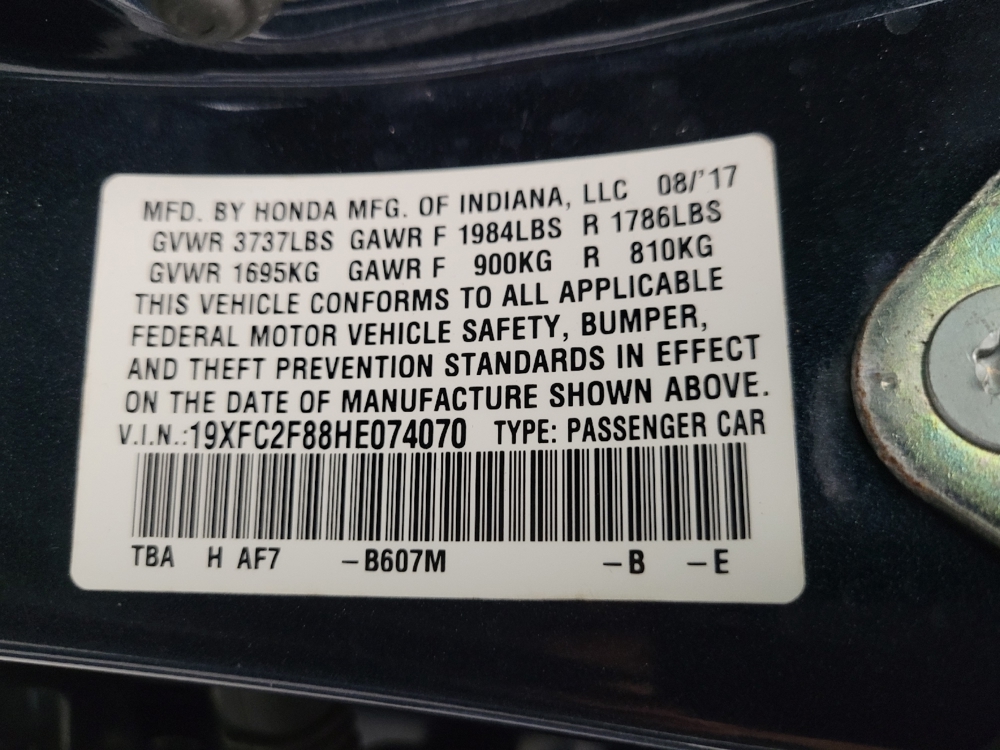 MFD. BY HONDA MFG. OF INDIANA, LLC 08/'17
GVWR 3737LBS GAWR F 1984LBS R 1786LBS
GVWR 1695KG GAWR F 900KG R 810KG
THIS VEHICLE CONFORMS TO ALL APPLICABLE
FEDERAL MOTOR VEHICLE SAFETY, BUMPER,
AND THEFT PREVENTION STANDARDS IN EFFECT
ON THE DATE OF MANUFACTURE SHOWN ABOVE.
V.I.N.:19XFC2F88HE074070 TYPE: PASSENGER CAR
TBA H AF7 -B607M -B -E